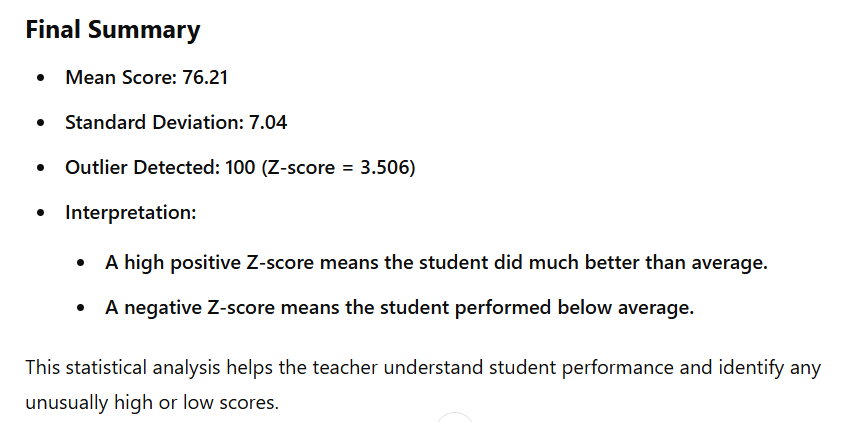 Final Summary
• Mean Score: 76.21
• Standard Deviation: 7.04
• Outlier Detected: 100 (Z-score = 3.506)
• Interpretation:
• A high positive Z-score means the student did much better than average.
• A negative Z-score means the student performed below average.
This statistical analysis helps the teacher understand student performance and identify any
unusually high or low scores.